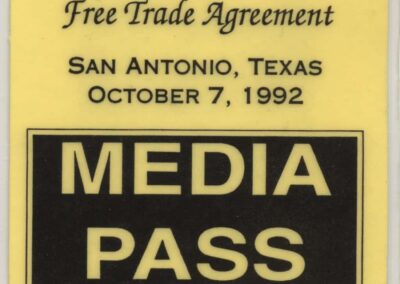 Free Trade Agreement
SAN ANTONIO, TEXAS
OCTOBER 7, 1992
MEDIA
PASS